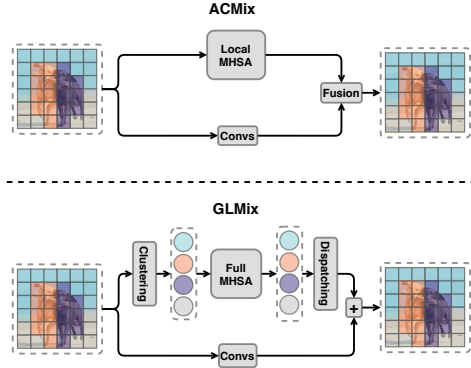 ACMix
Local
MHSA
Fusion
Convs
GLMix
Clustering
Full
MHSA
Dispatching
+
Convs